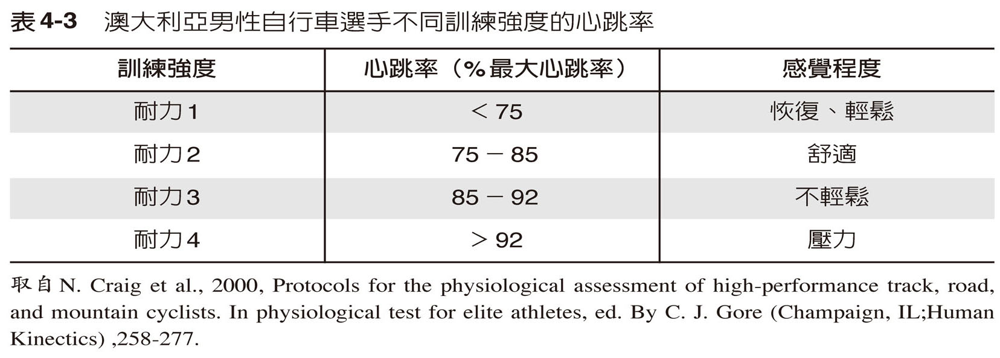 表4-3 澳大利亞男性自行車選手不同訓練強度的心跳率
訓練強度 心跳率（%最大心跳率） 感覺程度
耐力1 ＜75 恢復、輕鬆
耐力2 75－85 舒適
耐力3 85－92 不輕鬆
耐力4 ＞92 壓力
取自N. Craig et al., 2000, Protocols for the physiological assessment of high-performance track, road,
and mountain cyclists. In physiological test for elite athletes, ed. By C. J. Gore (Champaign, IL;Human
Kinectics) ,258-277.